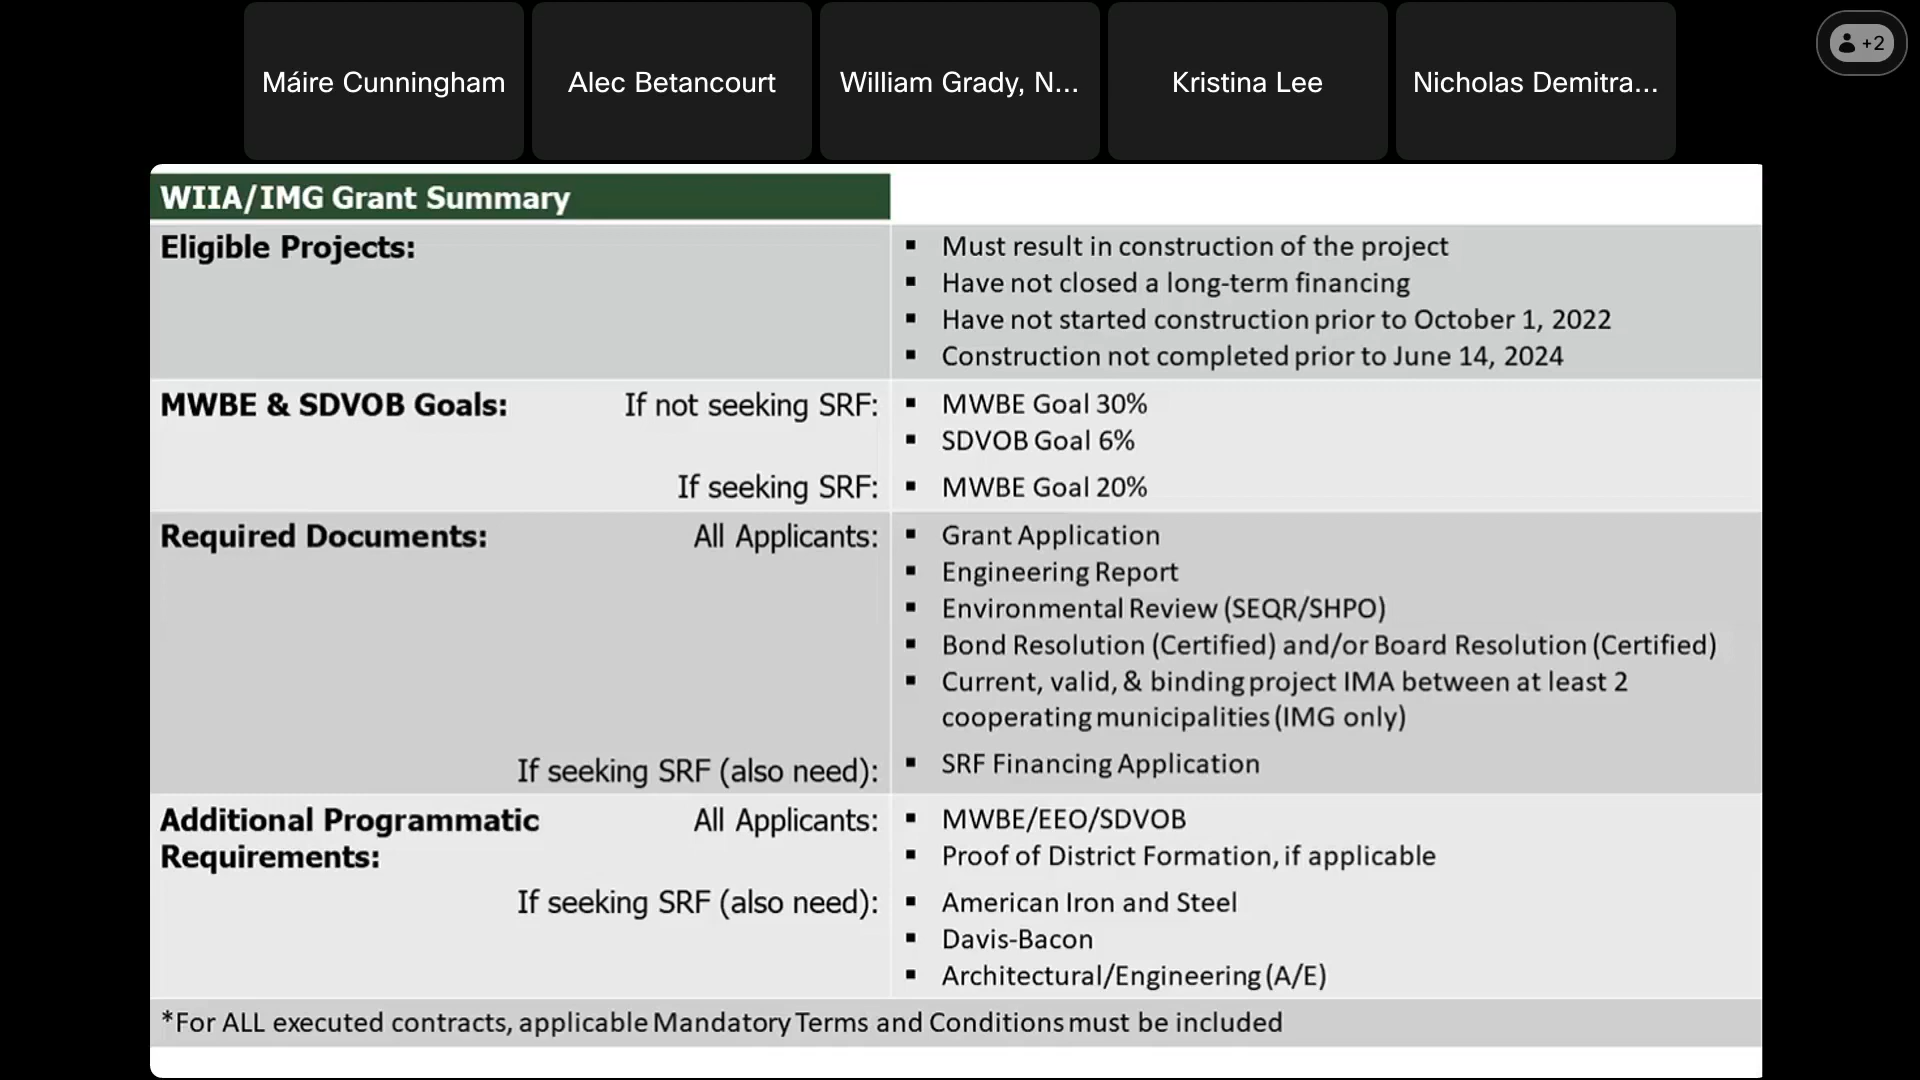 Máire Cunningham
Alec Betancourt
William Grady, N...
Kristina Lee
Nicholas Demitra...
+2
WIIA/IMG Grant Summary
Eligible Projects:
▪ Must result in construction of the project
▪ Have not closed a long-term financing
▪ Have not started construction prior to October 1, 2022
▪ Construction not completed prior to June 14, 2024
MWBE & SDVOB Goals: If not seeking SRF:
▪ MWBE Goal 30%
▪ SDVOB Goal 6%
If seeking SRF:
▪ MWBE Goal 20%
Required Documents: All Applicants:
▪ Grant Application
▪ Engineering Report
▪ Environmental Review (SEQR/SHPO)
▪ Bond Resolution (Certified) and/or Board Resolution (Certified)
▪ Current, valid, & binding project IMA between at least 2
cooperating municipalities (IMG only)
If seeking SRF (also need):
▪ SRF Financing Application
Additional Programmatic All Applicants:
Requirements:
▪ MWBE/EEO/SDVOB
▪ Proof of District Formation, if applicable
If seeking SRF (also need):
▪ American Iron and Steel
▪ Davis-Bacon
▪ Architectural/Engineering (A/E)
*For ALL executed contracts, applicable Mandatory Terms and Conditions must be included